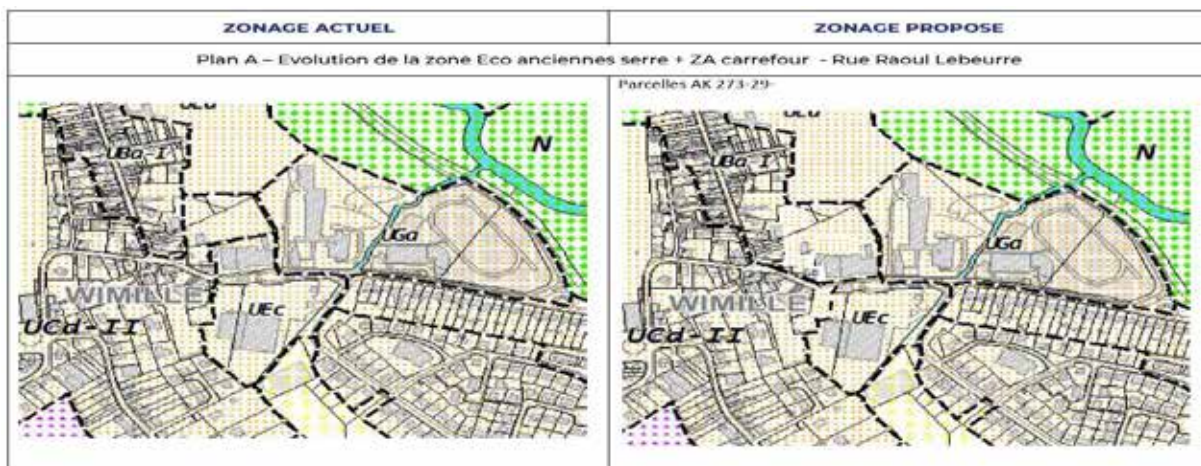 ZONAGE ACTUEL
ZONAGE PROPOSE
Plan A – Evolution de la zone Eco anciennes serre + ZA carrefour - Rue Raoul Lebeurre
Parcelles AK 273-29-
UBa-I
N
UGa
WIMILLE
UEc
UCd-II
UBa-I
N
UGa
WIMILLE
UEc
UCd-II